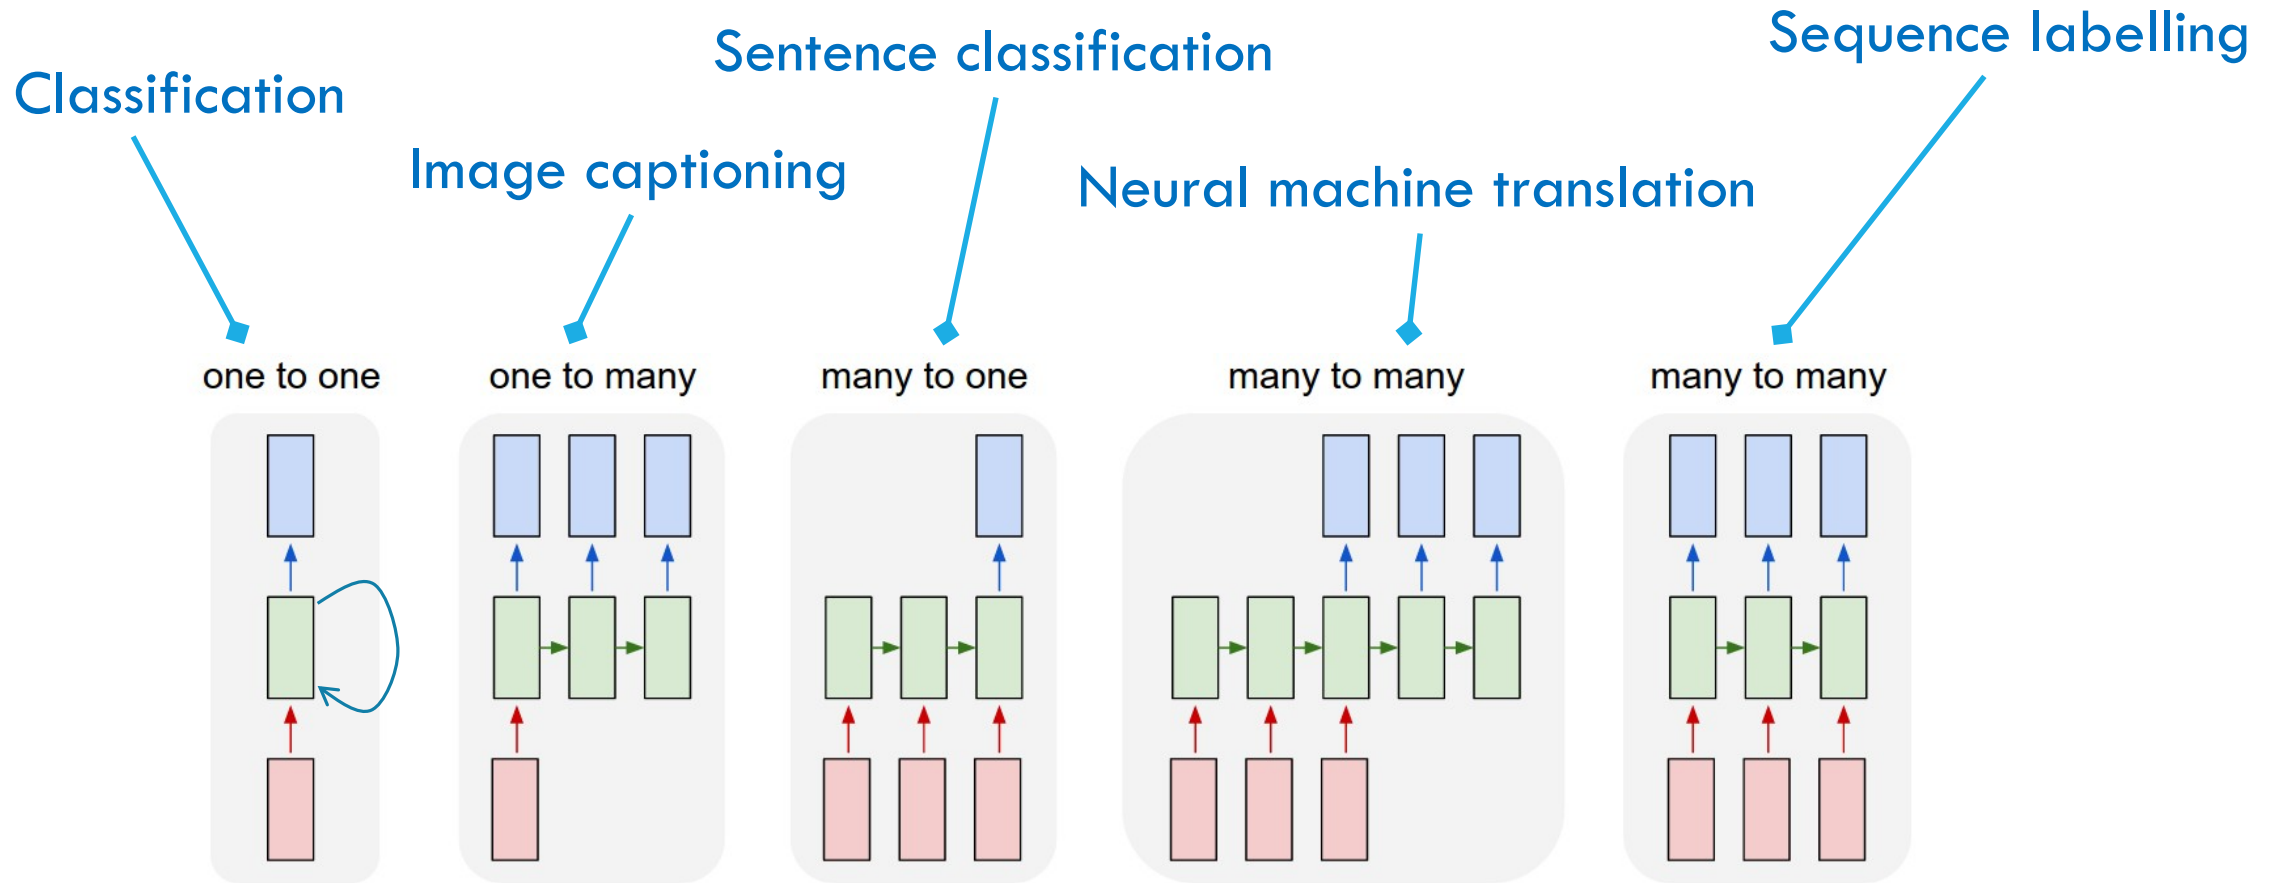 Classification
Image captioning
Sentence classification
Neural machine translation
Sequence labelling
one to one
one to many
many to one
many to many
many to many